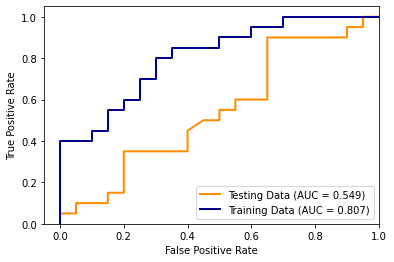 1.0
0.8
0.6
0.4
0.2
0.0
True Positive Rate
Testing Data (AUC = 0.549)
Training Data (AUC = 0.807)
0.0 0.2 0.4 0.6 0.8 1.0
False Positive Rate